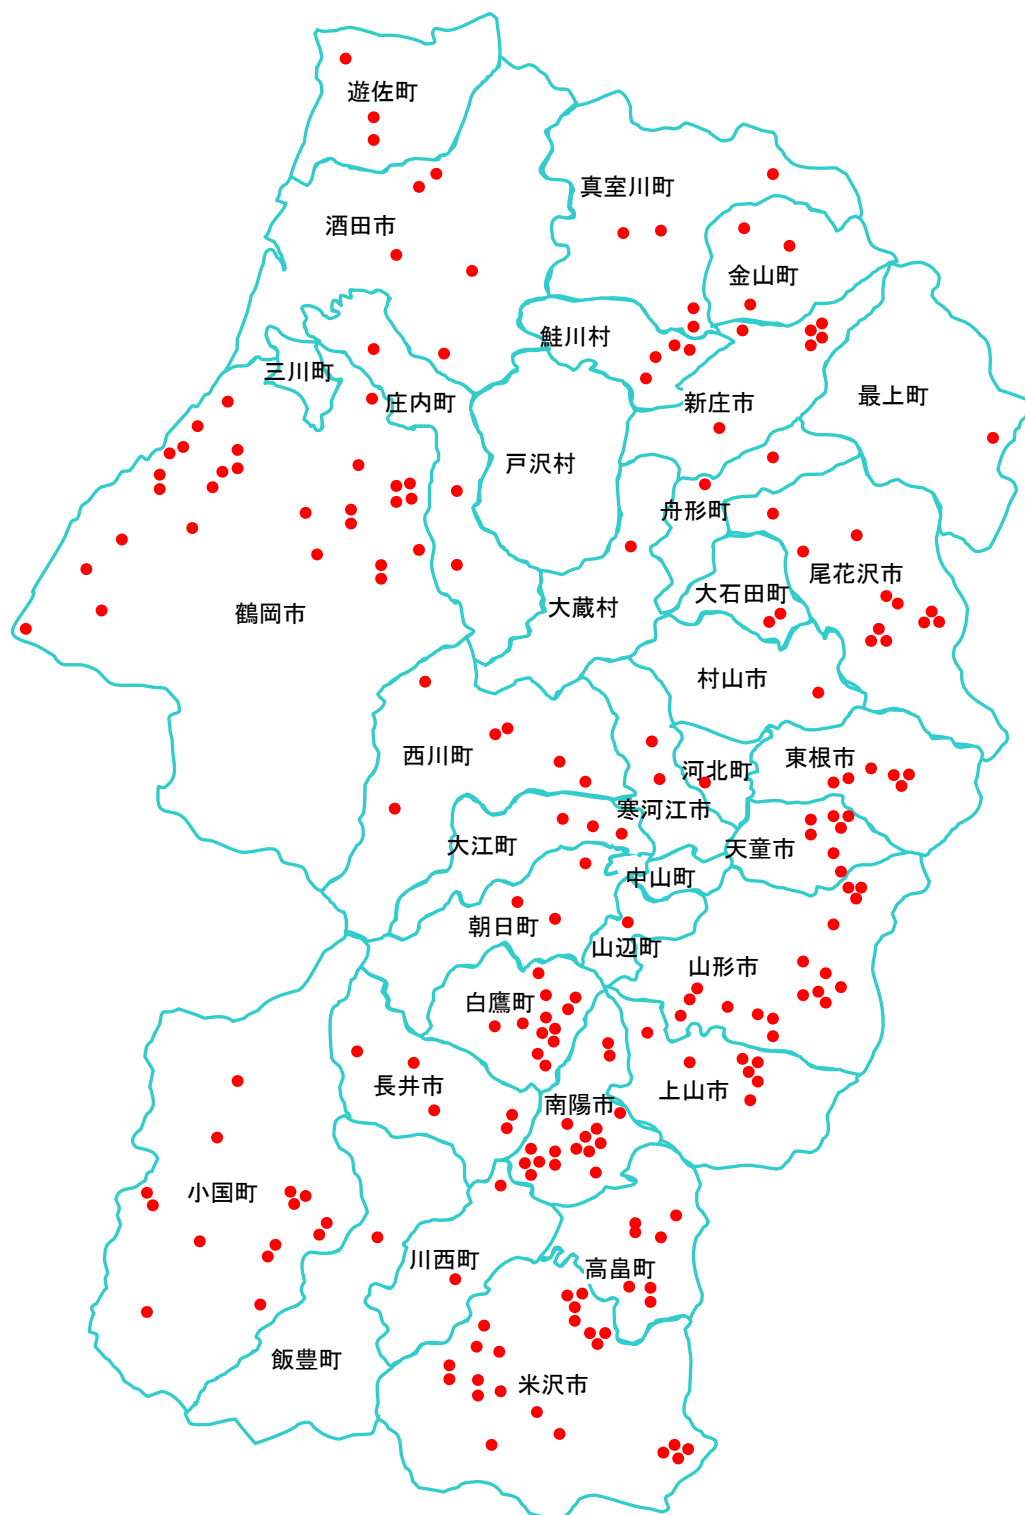 遊佐町
真室川町
酒田市
金山町
鮭川村
三川町
最上町
庄内町
新庄市
戸沢村
舟形町
尾花沢市
大石田町
大蔵村
鶴岡市
村山市
西川町
東根市
河北町
寒河江市
大江町
天童市
中山町
朝日町
山辺町
山形市
白鷹町
長井市
上山市
南陽市
小国町
川西町
高畠町
飯豊町
米沢市